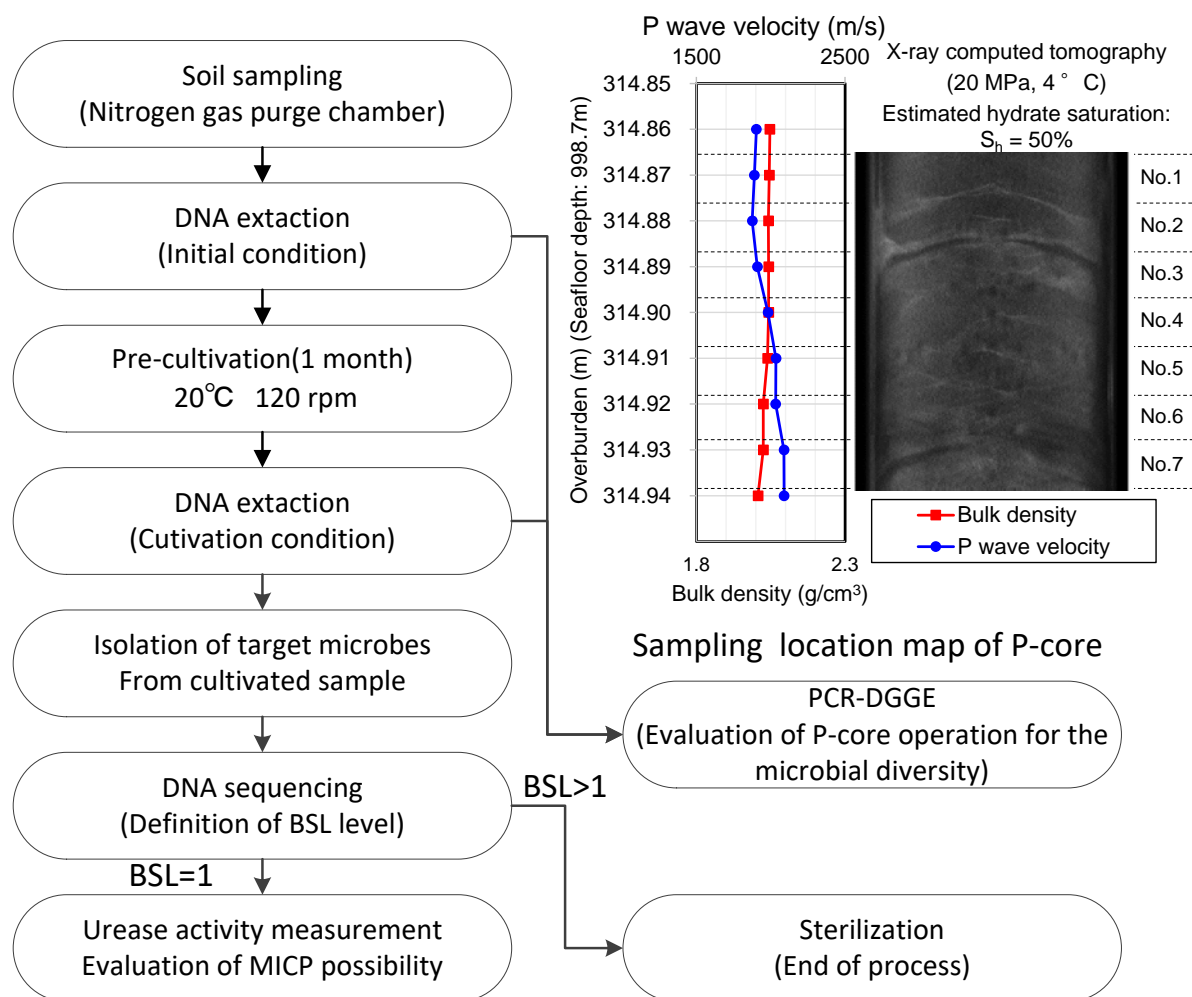 Soil sampling
(Nitrogen gas purge chamber)
DNA extaction
(Initial condition)
Pre-cultivation(1 month)
20℃ 120 rpm
DNA extaction
(Cutivation condition)
Isolation of target microbes
From cultivated sample
DNA sequencing
(Definition of BSL level)
BSL>1
BSL=1
Urease activity measurement
Evaluation of MICP possibility
P wave velocity (m/s)
1500 2500
Overburden (m) (Seafloor depth: 998.7m)
314.85
314.86
314.87
314.88
314.89
314.90
314.91
314.92
314.93
314.94
1.8 2.3
Bulk density (g/cm³)
X-ray computed tomography
(20 MPa, 4 ° C)
Estimated hydrate saturation:
Sₕ = 50%
No.1
No.2
No.3
No.4
No.5
No.6
No.7
Bulk density
P wave velocity
Sampling location map of P-core
PCR-DGGE
(Evaluation of P-core operation for the
microbial diversity)
Sterilization
(End of process)